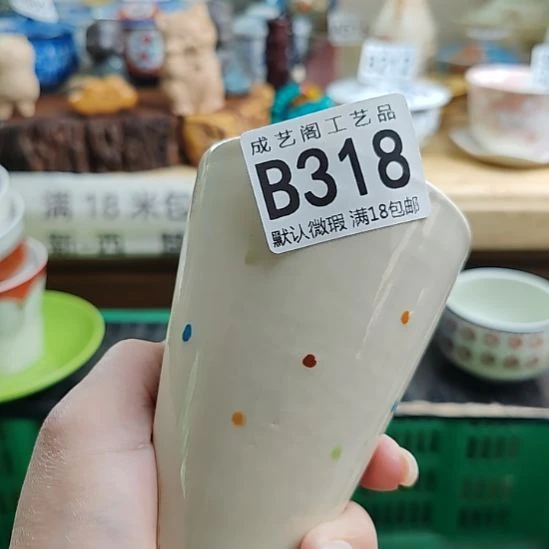 成艺阁工艺品
B318
默认微瑕 满18包邮
满 18 米包